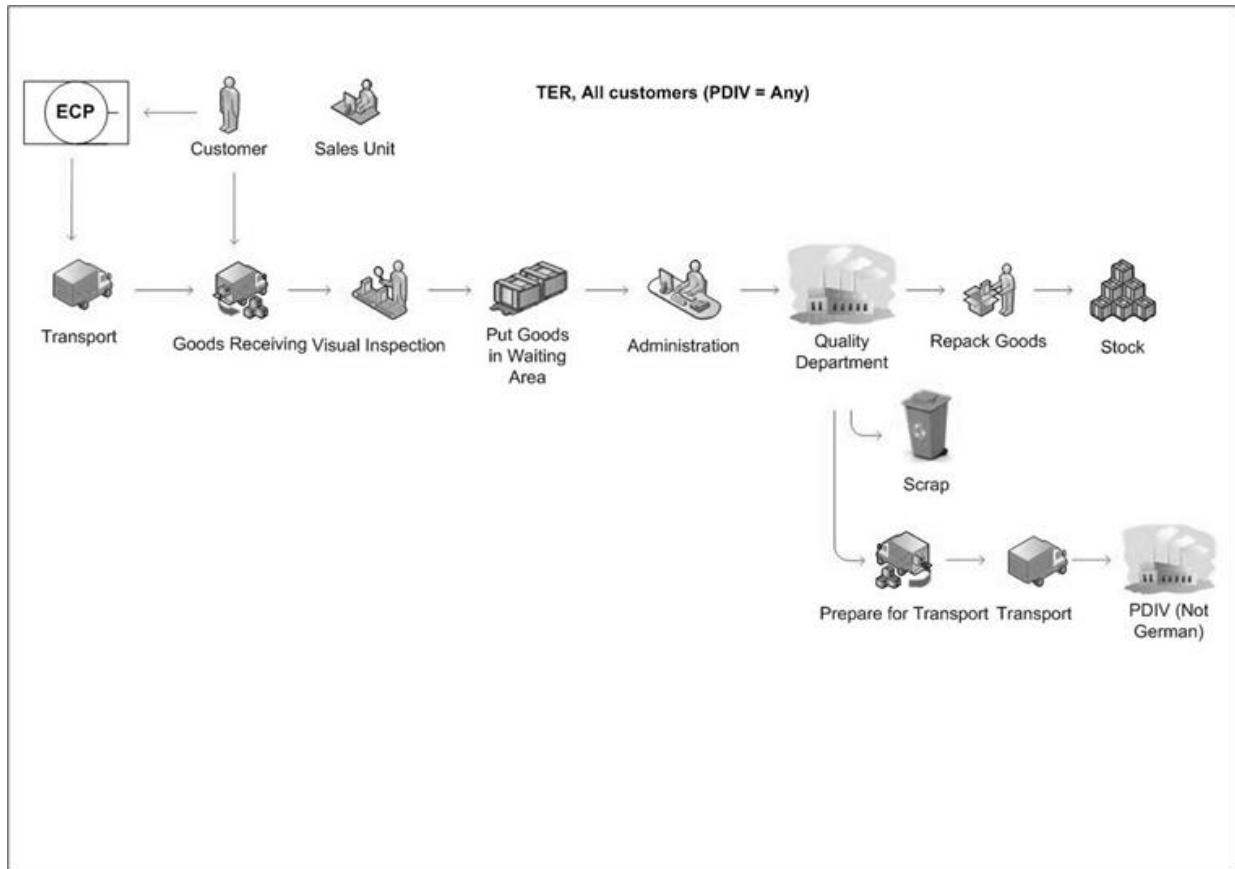 TER, All customers (PDIV = Any)
ECP
Customer
Sales Unit
Transport
Goods Receiving
Visual Inspection
Put Goods
in Waiting
Area
Administration
Quality
Department
Repack Goods
Stock
Scrap
Prepare for Transport
Transport
PDIV (Not
German)